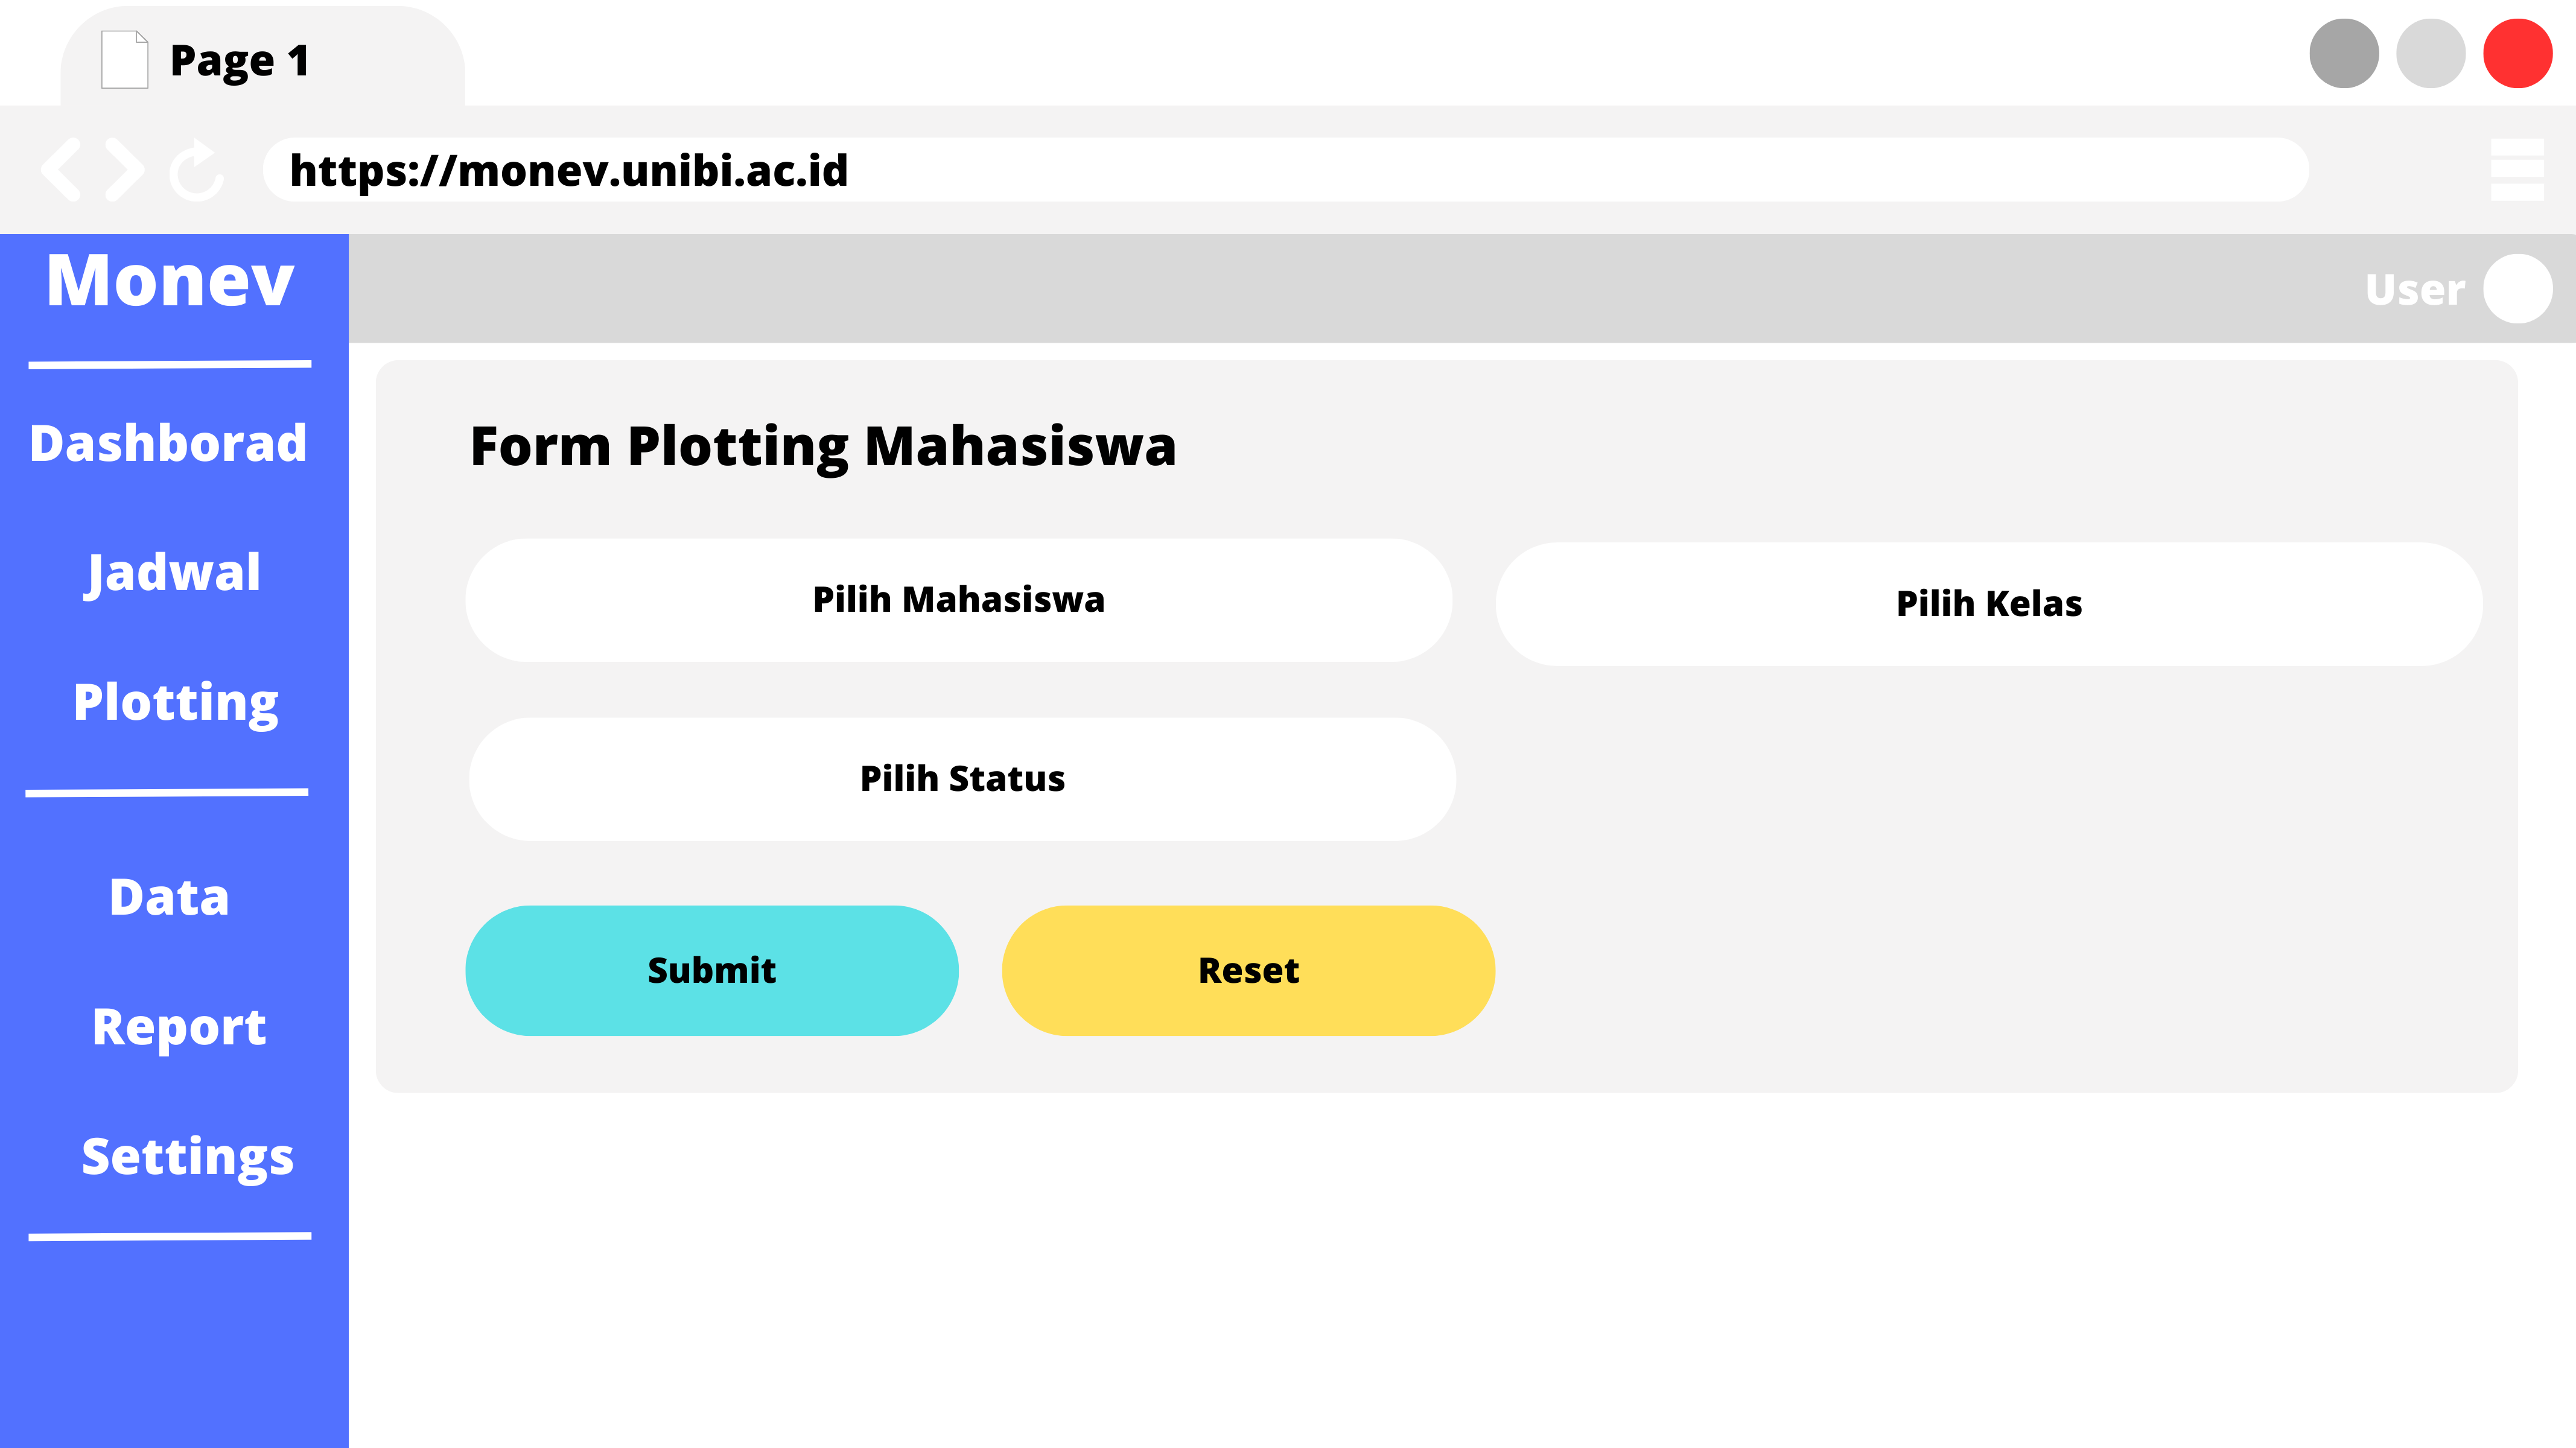 Page 1
https://monev.unibi.ac.id
Monev
User
Dashborad
Jadwal
Plotting
Data
Report
Settings
Form Plotting Mahasiswa
Pilih Mahasiswa
Pilih Kelas
Pilih Status
Submit
Reset